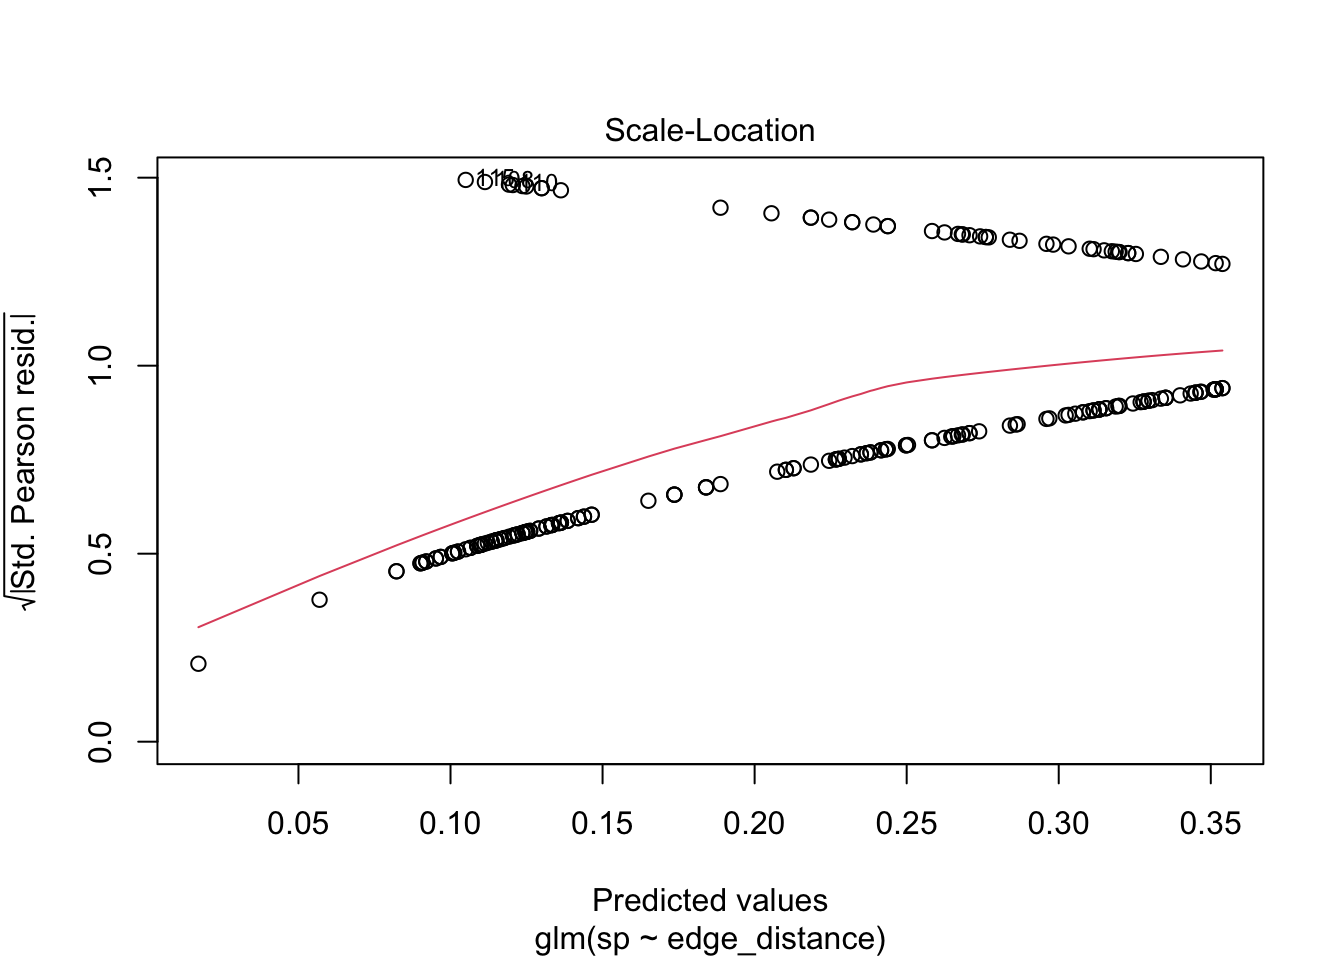 Scale-Location
√|Std. Pearson resid.|
1.5
1.0
0.5
0.0
0.05 0.10 0.15 0.20 0.25 0.30 0.35
Predicted values
glm(sp ~ edge_distance)